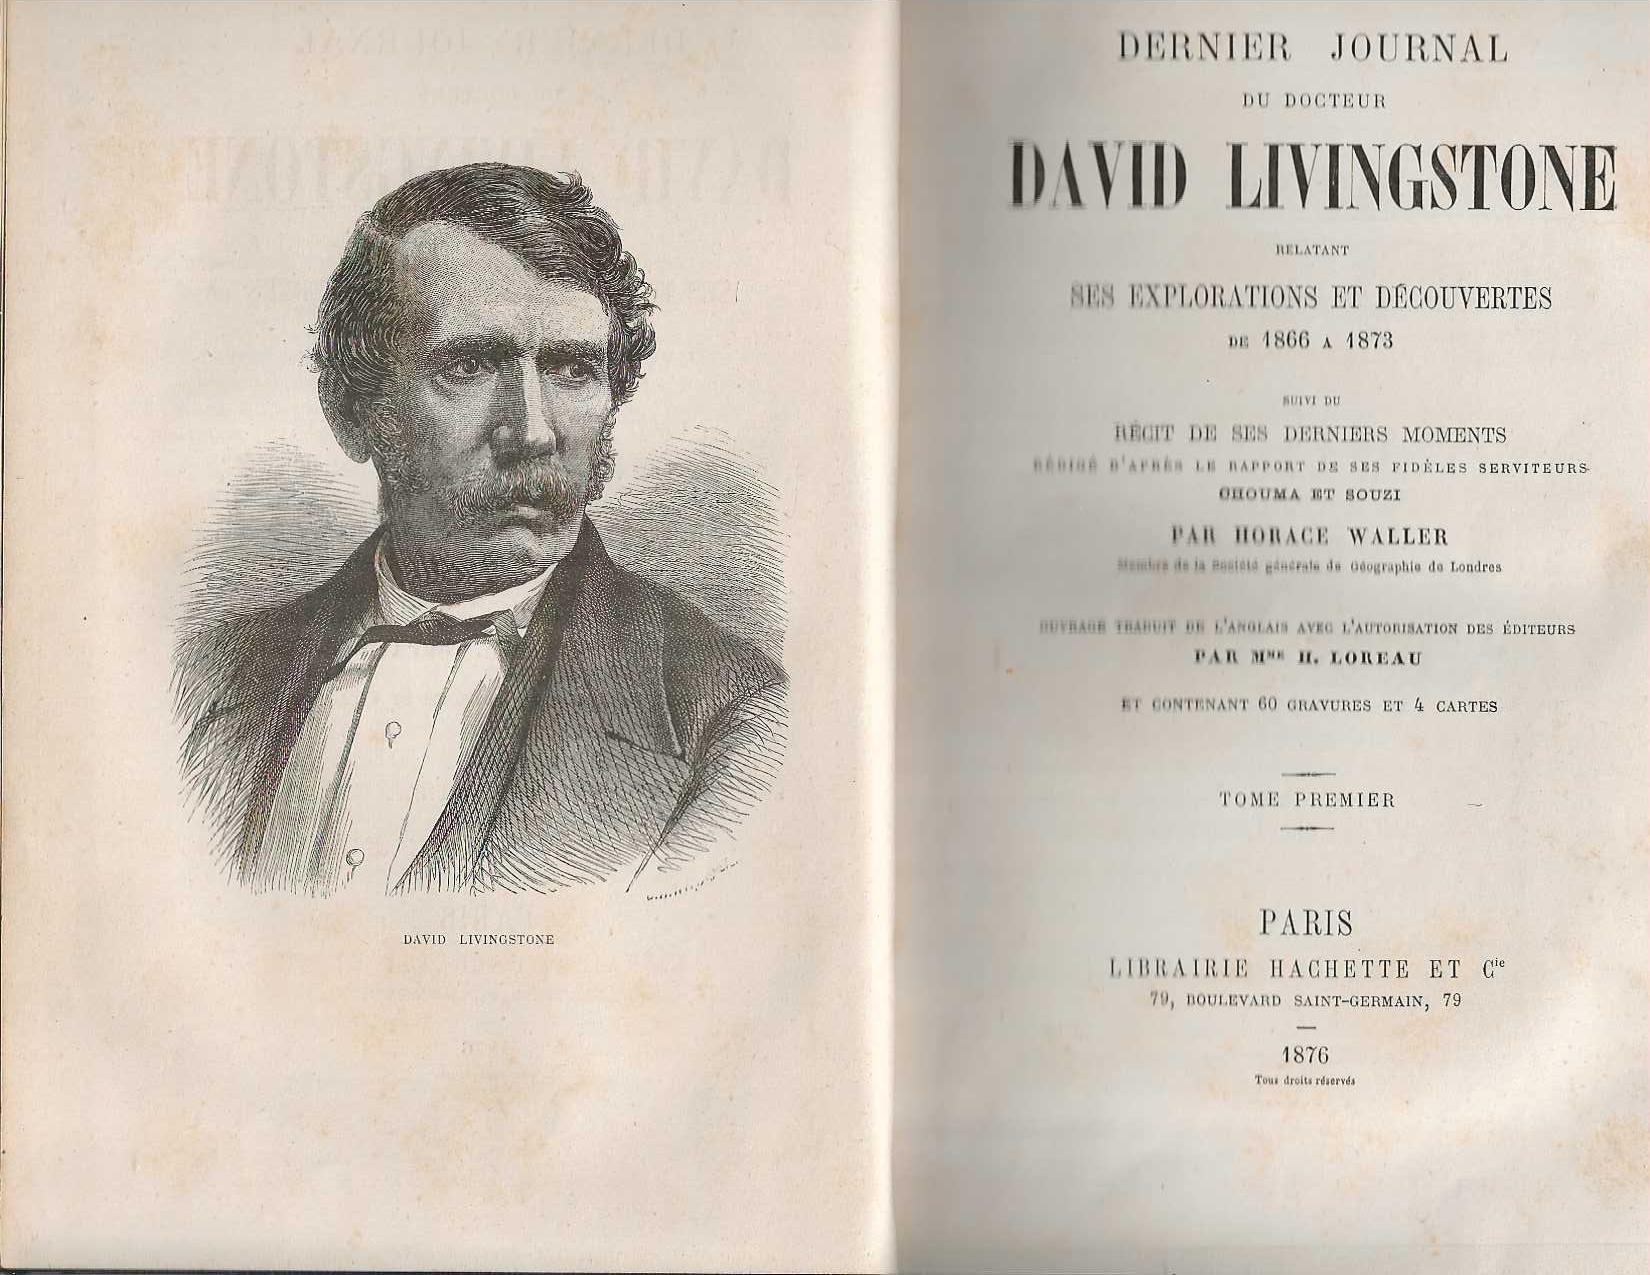 DAVID LIVINGSTONE
DERNIER JOURNAL
DU DOCTEUR
DAVID LIVINGSTONE
RELATANT
SES EXPLORATIONS ET DÉCOUVERTES
DE 1866 A 1873
SUIVI DU
RÉCIT DE SES DERNIERS MOMENTS
RÉDIGÉ D'APRÈS LE RAPPORT DE SES FIDÈLES SERVITEURS
CHOUMA ET SOUZI
PAR HORACE WALLER
Membre de la Société générale de Géographie de Londres
OUVRAGE TRADUIT DE L'ANGLAIS AVEC L'AUTORISATION DES ÉDITEURS
PAR Mme H. LOREAU
ET CONTENANT 60 GRAVURES ET 4 CARTES
TOME PREMIER
PARIS
LIBRAIRIE HACHETTE ET Cie
79, BOULEVARD SAINT-GERMAIN, 79
1876
Tous droits réservés